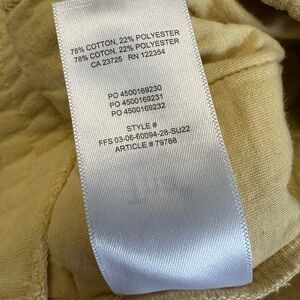 78% COTTON, 22% POLYESTER
78% COTON, 22% POLYESTER
CA 23725 RN 122354
PO 4500169230
PO 4500169231
PO 4500169232
STYLE #
FFS 03-06-60094-28-SU22
ARTICLE # 79788